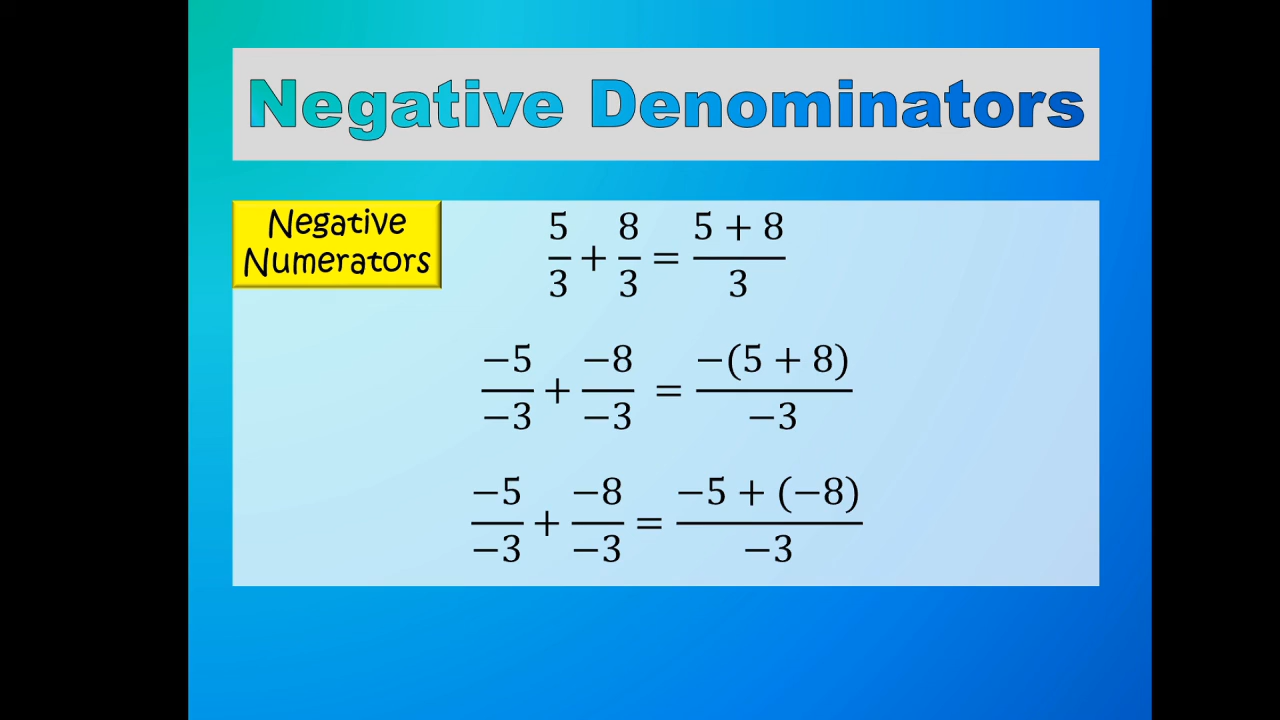 Negative Denominators
Negative
Numerators
5/3 + 8/3 = (5 + 8)/3
−5/−3 + −8/−3 = −(5 + 8)/−3
−5/−3 + −8/−3 = −5 + (−8)/−3